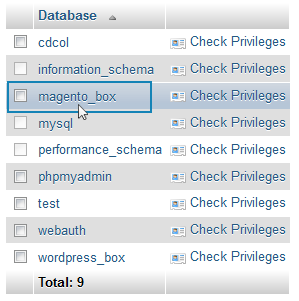 Database
cdcol Check Privileges
information_schema Check Privileges
magento_box Check Privileges
mysql Check Privileges
performance_schema Check Privileges
phpmyadmin Check Privileges
test Check Privileges
webauth Check Privileges
wordpress_box Check Privileges
Total: 9